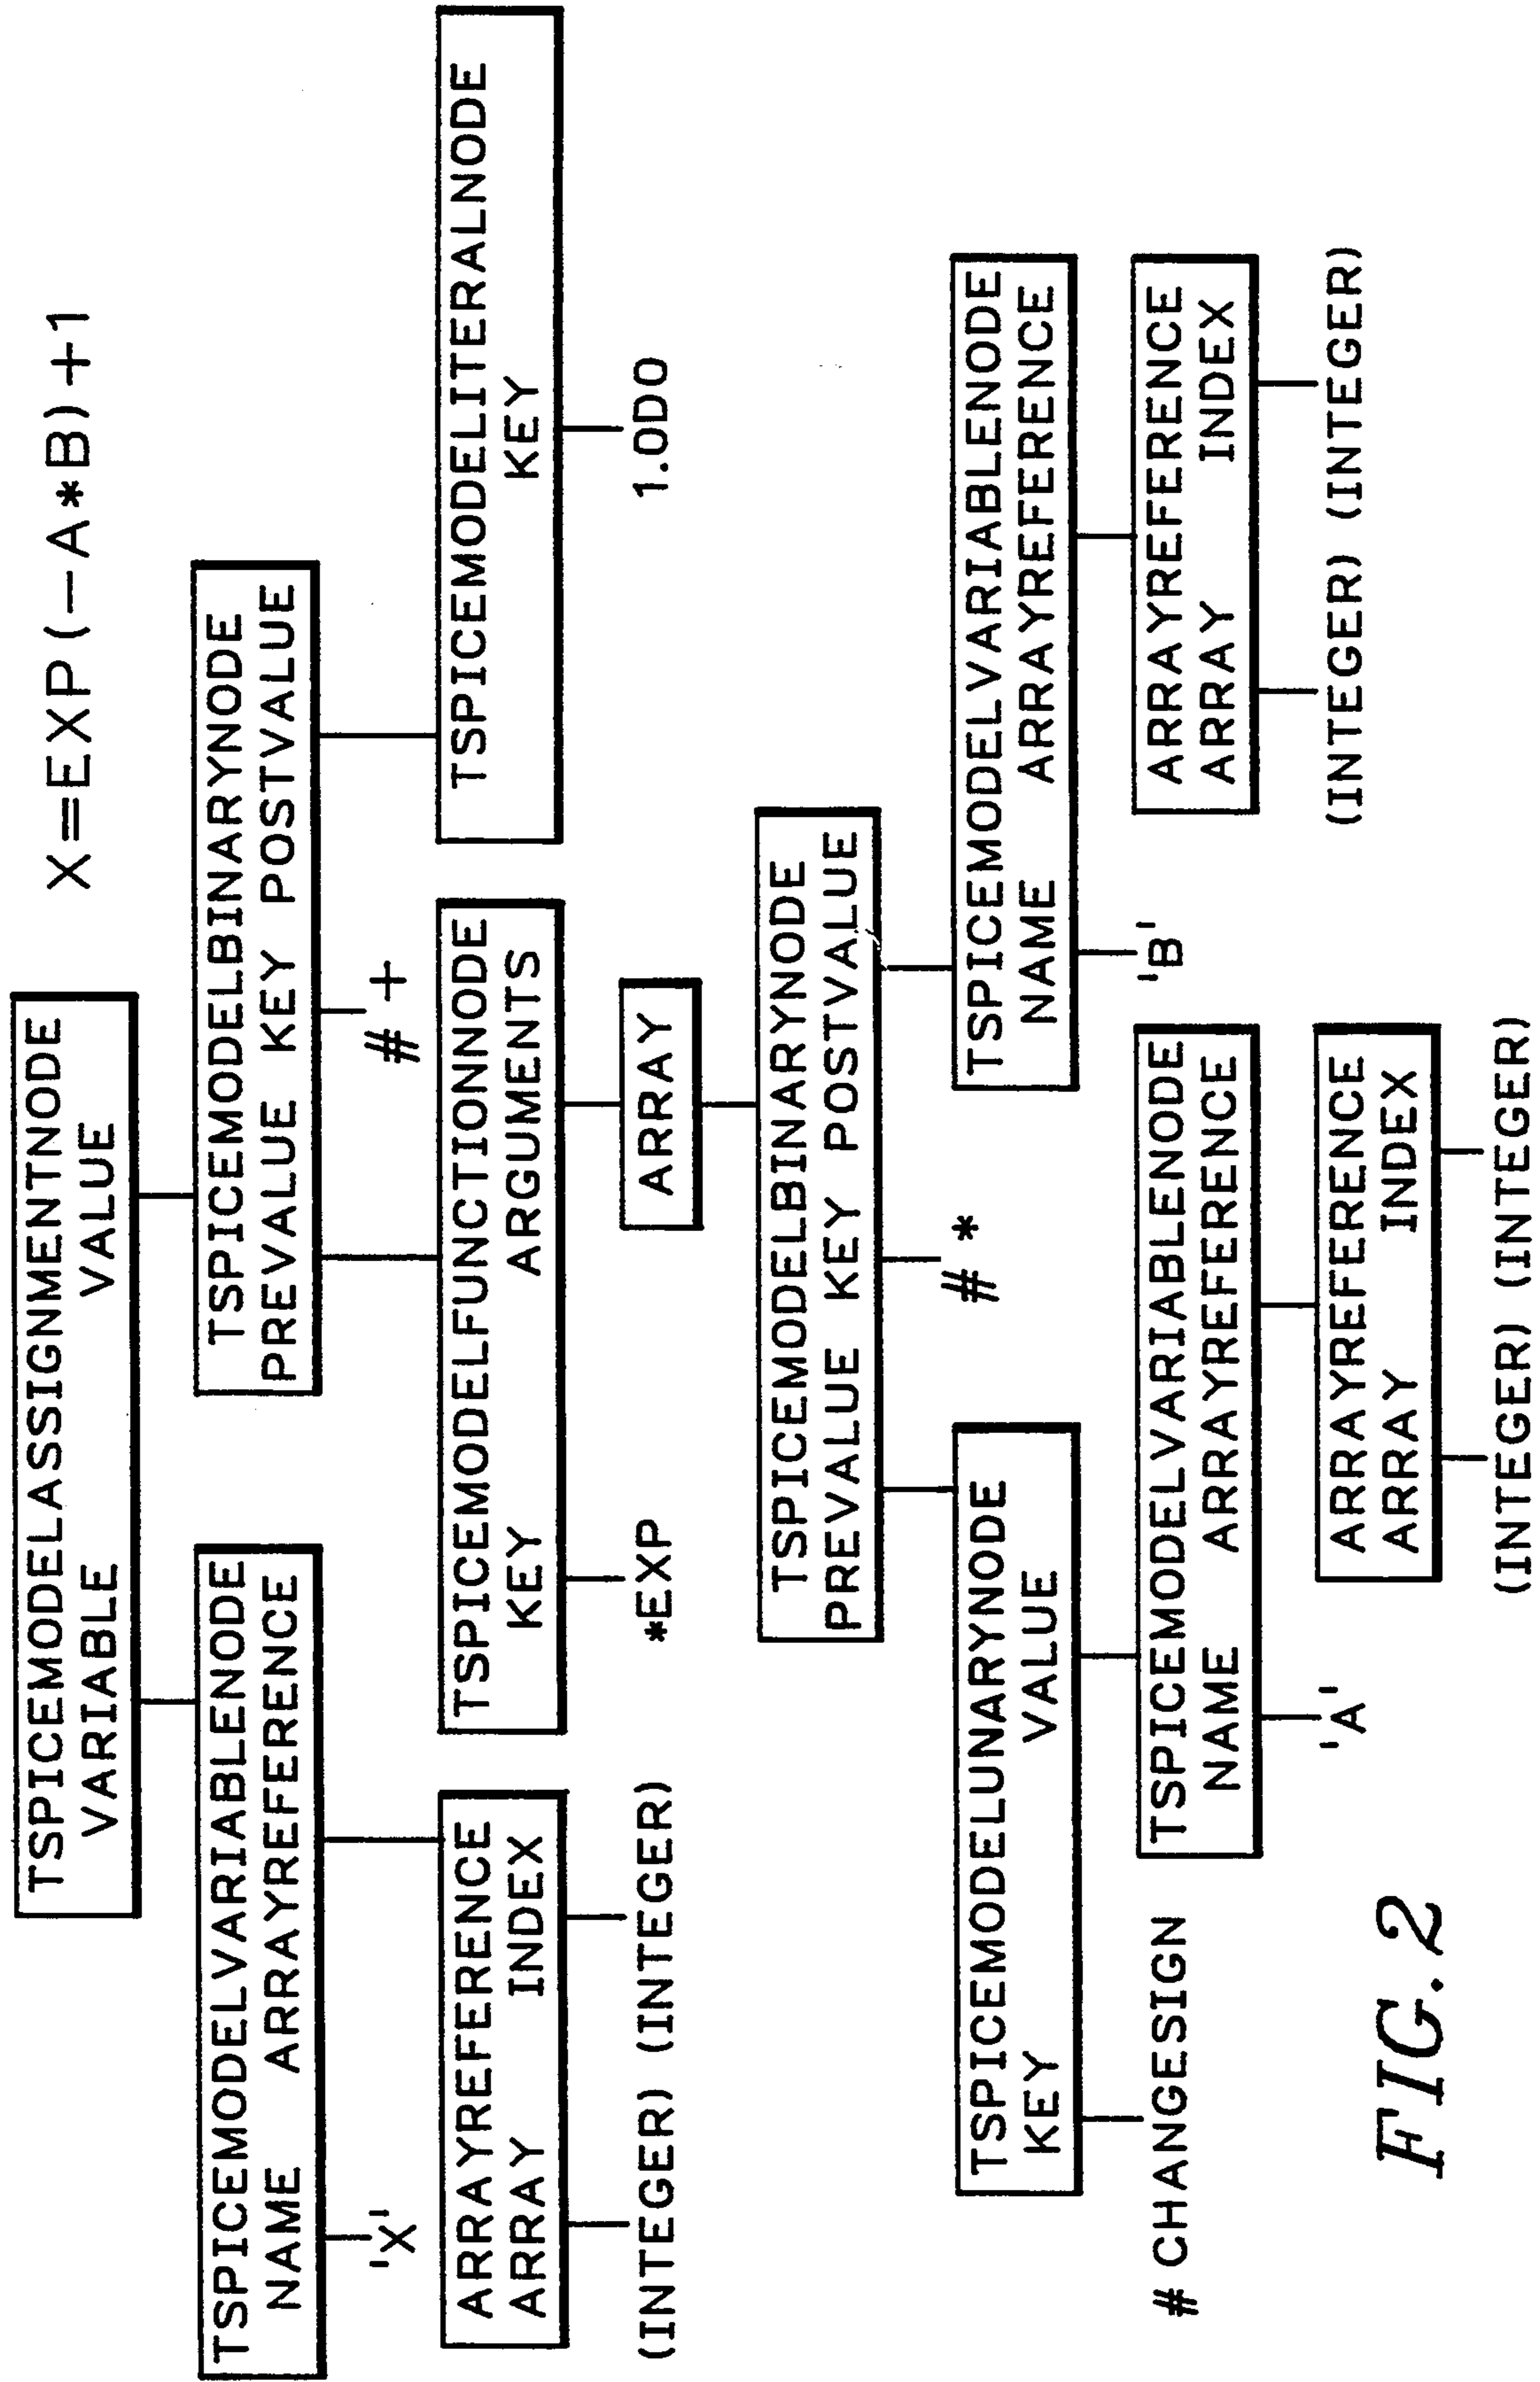 X=EXP(-A*B)+1
TSPICEMODELASSIGNMENTNODE
VARIABLE VALUE
TSPICEMODELVARIABLENODE
NAME ARRAYREFERENCE
TSPICEMODELBINARYNODE
PREVALUE KEY POSTVALUE
'X'
# +
ARRAYREFERENCE
ARRAY INDEX
TSPICEMODELFUNCTIONNODE
KEY ARGUMENTS
TSPICEMODELITERALNODE
KEY
(INTEGER) (INTEGER)
*EXP
ARRAY
1.0D0
TSPICEMODELBINARYNODE
PREVALUE KEY POSTVALUE
# *
TSPICEMODELUNARYNODE
KEY VALUE
TSPICEMODELVARIABLENODE
NAME ARRAYREFERENCE
# CHANGESIGN
'B'
TSPICEMODELVARIABLENODE
NAME ARRAYREFERENCE
ARRAYREFERENCE
ARRAY INDEX
'A'
ARRAYREFERENCE
ARRAY INDEX
(INTEGER) (INTEGER)
(INTEGER) (INTEGER)
FIG. 2